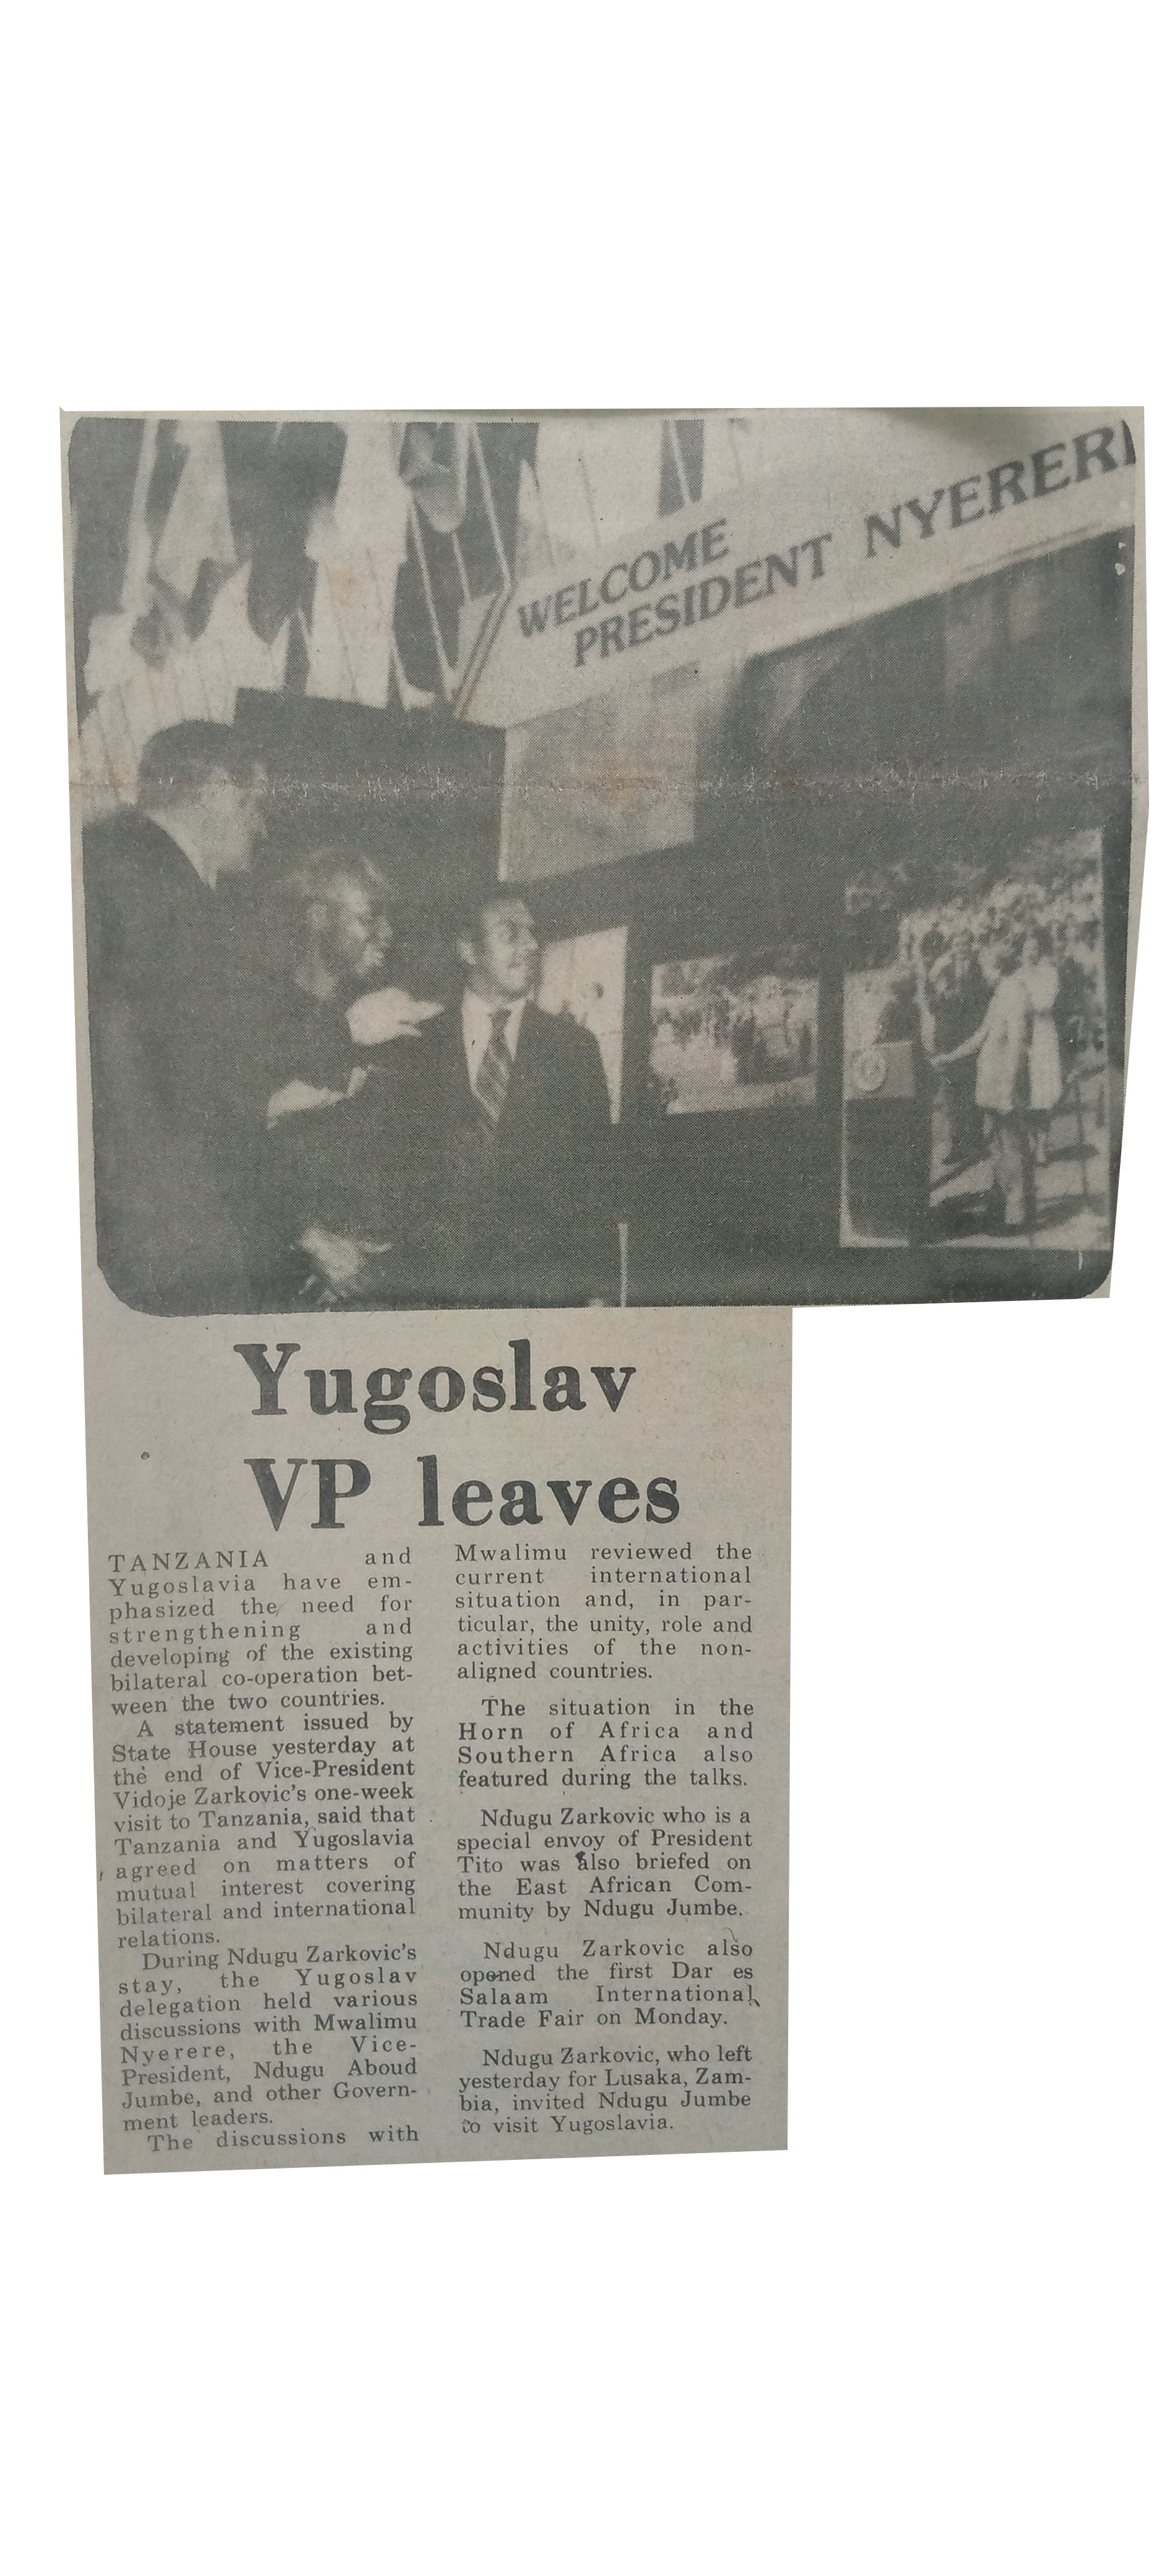 WELCOME
PRESIDENT NYERERE
Yugoslav
VP leaves
TANZANIA and
Yugoslavia have em-
phasized the need for
strengthening and
developing of the existing
bilateral co-operation bet-
ween the two countries.
A statement issued by
State House yesterday at
the end of Vice-President
Vidoje Zarkovic's one-week
visit to Tanzania, said that
Tanzania and Yugoslavia
agreed on matters of
mutual interest covering
bilateral and international
relations.
During Ndugu Zarkovic's
stay, the Yugoslav
delegation held various
discussions with Mwalimu
Nyerere, the Vice-
President, Ndugu Aboud
Jumbe, and other Govern-
ment leaders.
The discussions with
Mwalimu reviewed the
current international
situation and, in par-
ticular, the unity, role and
activities of the non-
aligned countries.
The situation in the
Horn of Africa and
Southern Africa also
featured during the talks.
Ndugu Zarkovic who is a
special envoy of President
Tito was also briefed on
the East African Com-
munity by Ndugu Jumbe.
Ndugu Zarkovic also
opened the first Dar es
Salaam International
Trade Fair on Monday.
Ndugu Zarkovic, who left
yesterday for Lusaka, Zam-
bia, invited Ndugu Jumbe
to visit Yugoslavia.